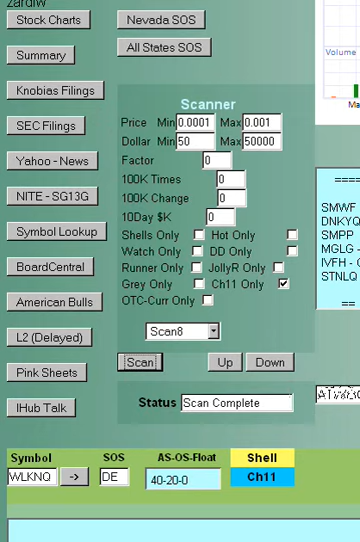 zardiw
Stock Charts
Nevada SOS
Summary
All States SOS
Volume
Knobias Filings
Scanner
SEC Filings
Price Min 0.0001 Max 0.001
Dollar Min 50 Max 50000
Yahoo - News
Factor 0
100K Times 0
NITE - SG13G
100K Change 0
10Day $K 0
Symbol Lookup
Shells Only Hot Only
Watch Only DD Only
BoardCentral
Runner Only JollyR Only
Grey Only Ch11 Only
American Bulls
OTC-Curr Only
L2 (Delayed)
Scan8
Pink Sheets
Scan Up Down
IHub Talk
Status Scan Complete
====
SMWF
DNKYQ
SMPP
MGLG -
IVFH - C
STNLQ
==
Symbol SOS AS-OS-Float Shell
WLKNQ -> DE 40-20-0 Ch11